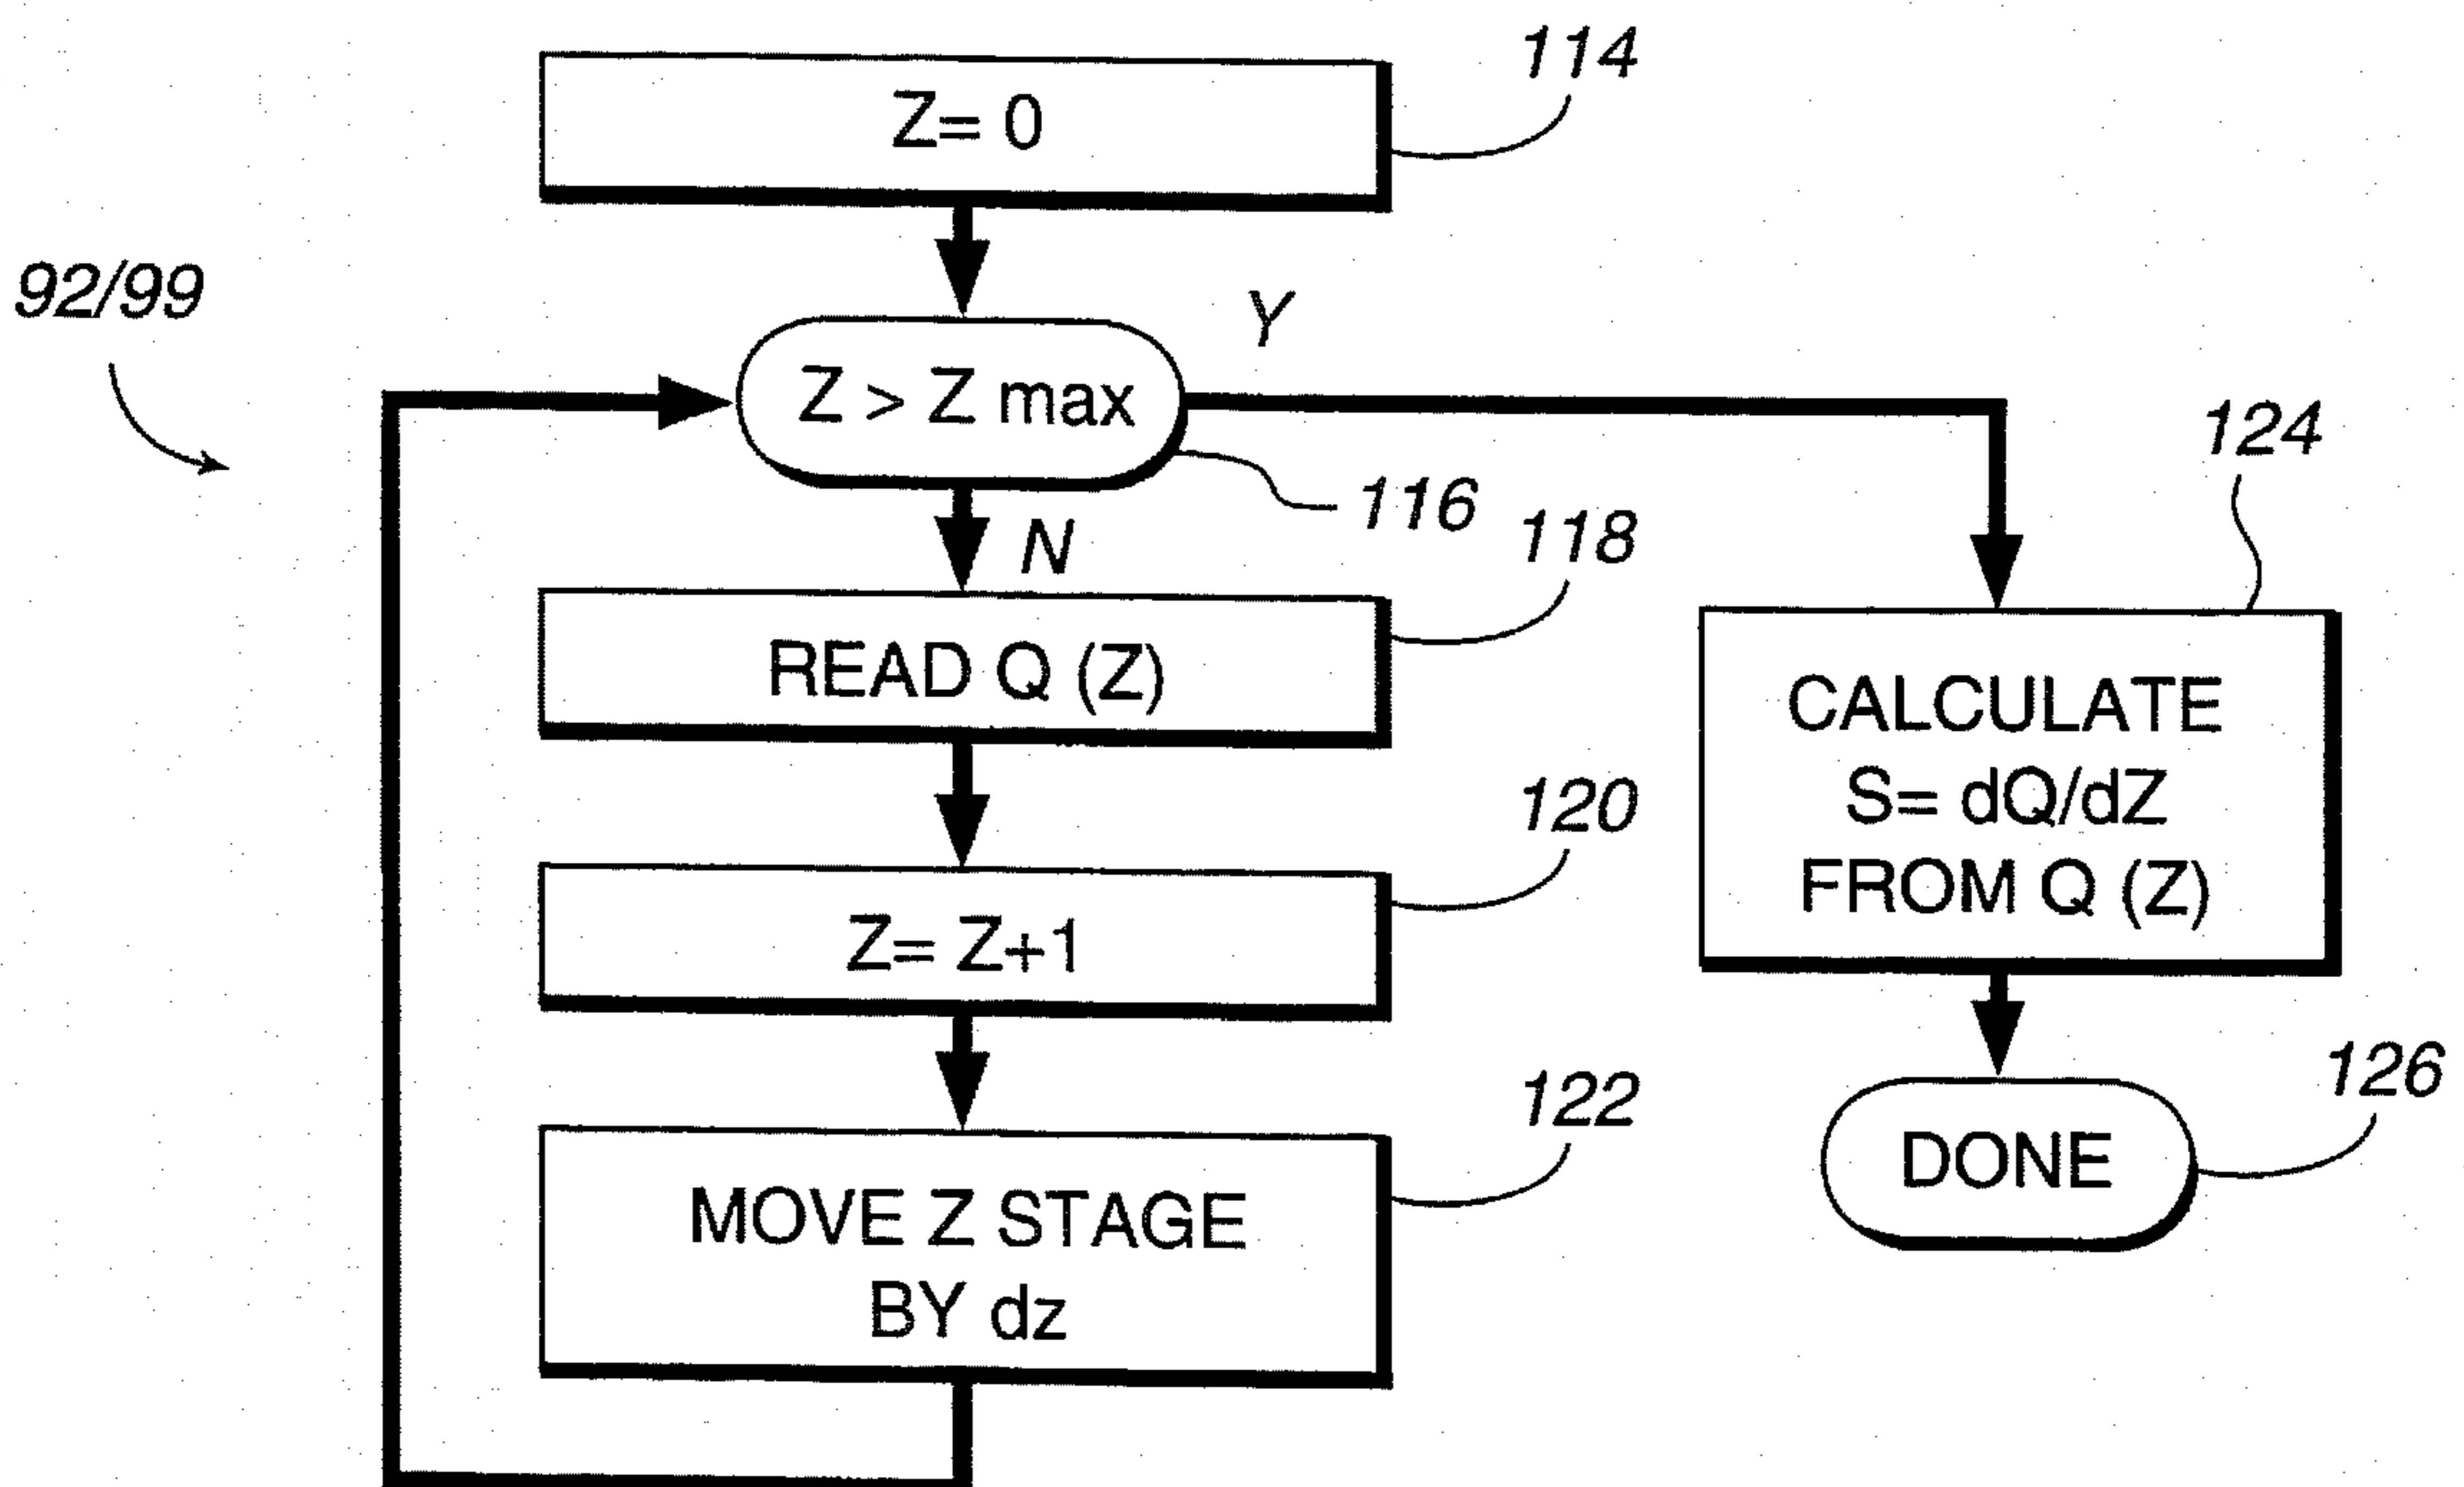 114
Z= 0
92/99
Y
Z > Z max
124
116
N
118
READ Q (Z)
CALCULATE
S= dQ/dZ
FROM Q (Z)
120
Z= Z+1
122
MOVE Z STAGE
BY dz
126
DONE